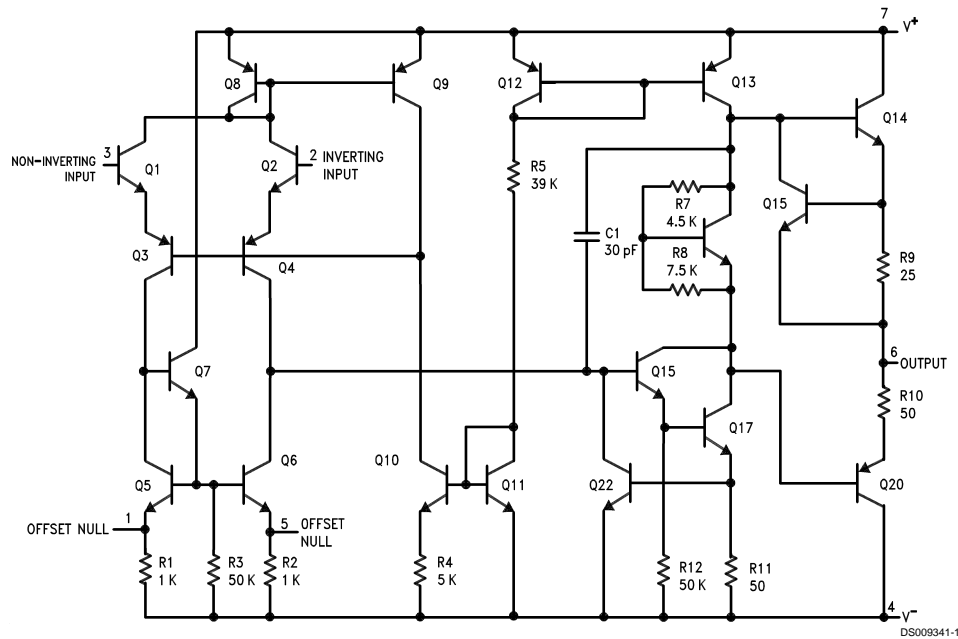 7
V+
Q8
Q9
Q12
Q13
Q14
3
NON-INVERTING
INPUT
Q1
Q2
2 INVERTING
INPUT
R5
39 K
R7
4.5 K
Q15
C1
30 pF
R8
7.5 K
Q3
Q4
R9
25
6
OUTPUT
Q7
Q15
R10
50
Q17
Q5
Q6
Q10
Q11
Q22
Q20
OFFSET NULL
1
5 OFFSET
NULL
R1
1 K
R3
50 K
R2
1 K
R4
5 K
R12
50 K
R11
50
4
V−
DS009341-1